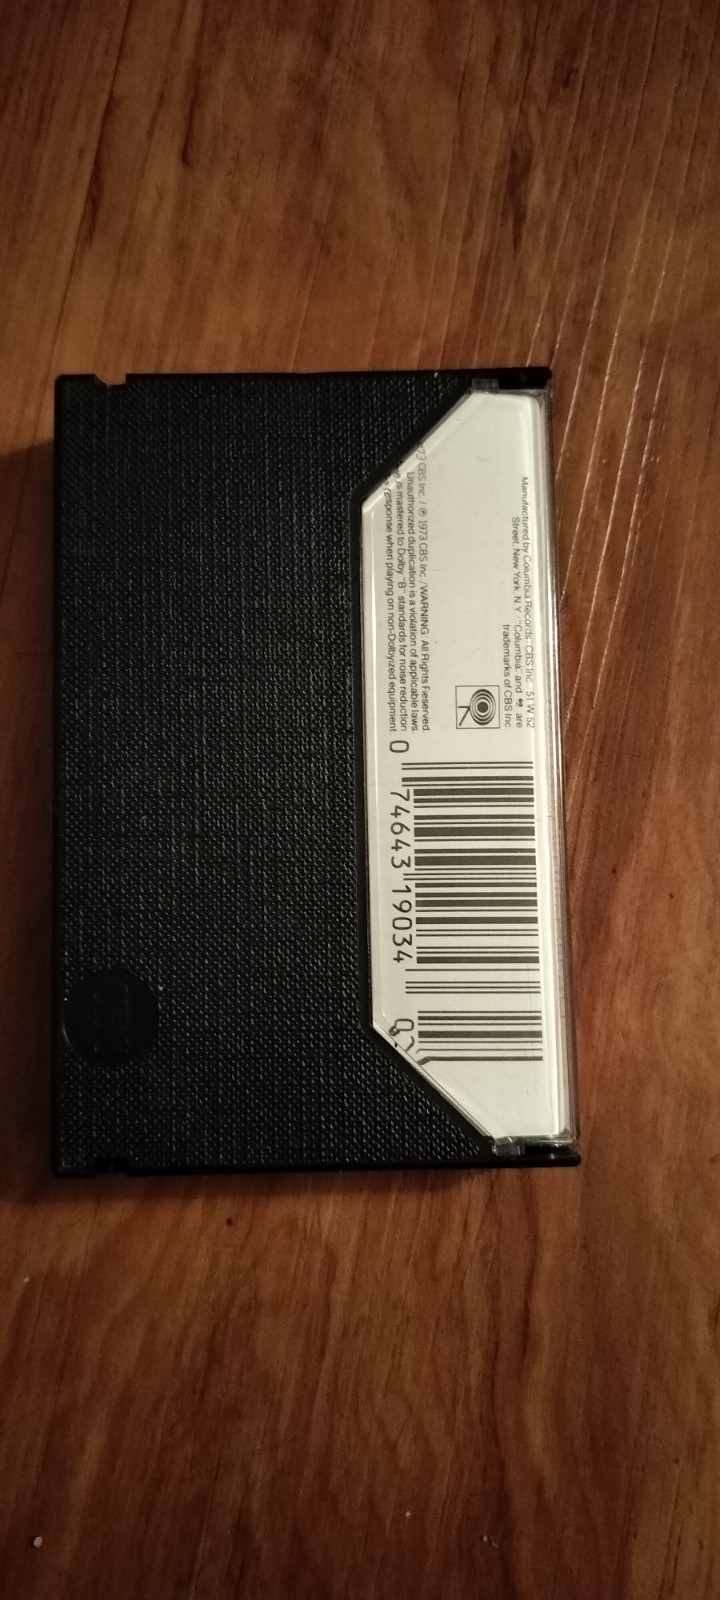 Manufactured by Columbia Records/CBS Inc./51 W. 52
Street, New York, N.Y./"Columbia" and are
trademarks of CBS Inc.
73 CBS Inc./ ℗ 1973 CBS Inc./WARNING: All Rights Reserved.
Unauthorized duplication is a violation of applicable laws.
is mastered to Dolby "B" standards for noise reduction
response when playing on non-Dolbyized equipment.
0 74643 19034